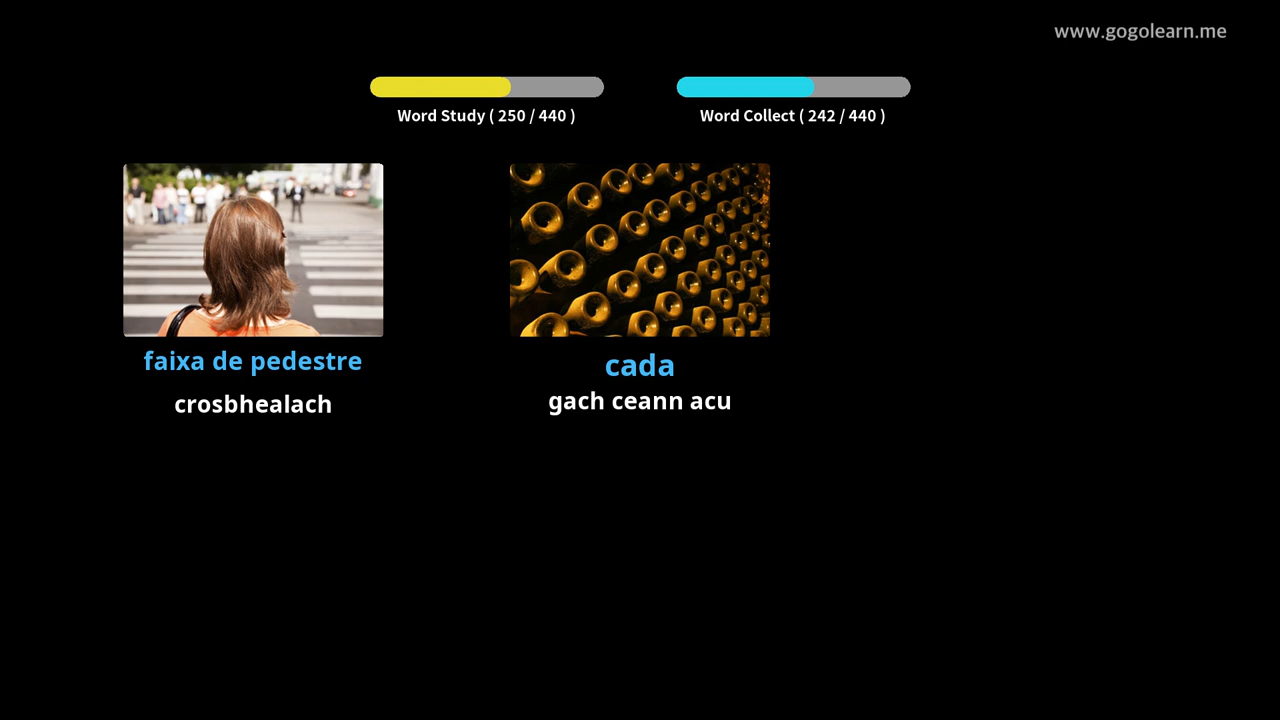 www.gogolearn.me
Word Study ( 250 / 440 )
Word Collect ( 242 / 440 )
faixa de pedestre
crosbhealach
cada
gach ceann acu